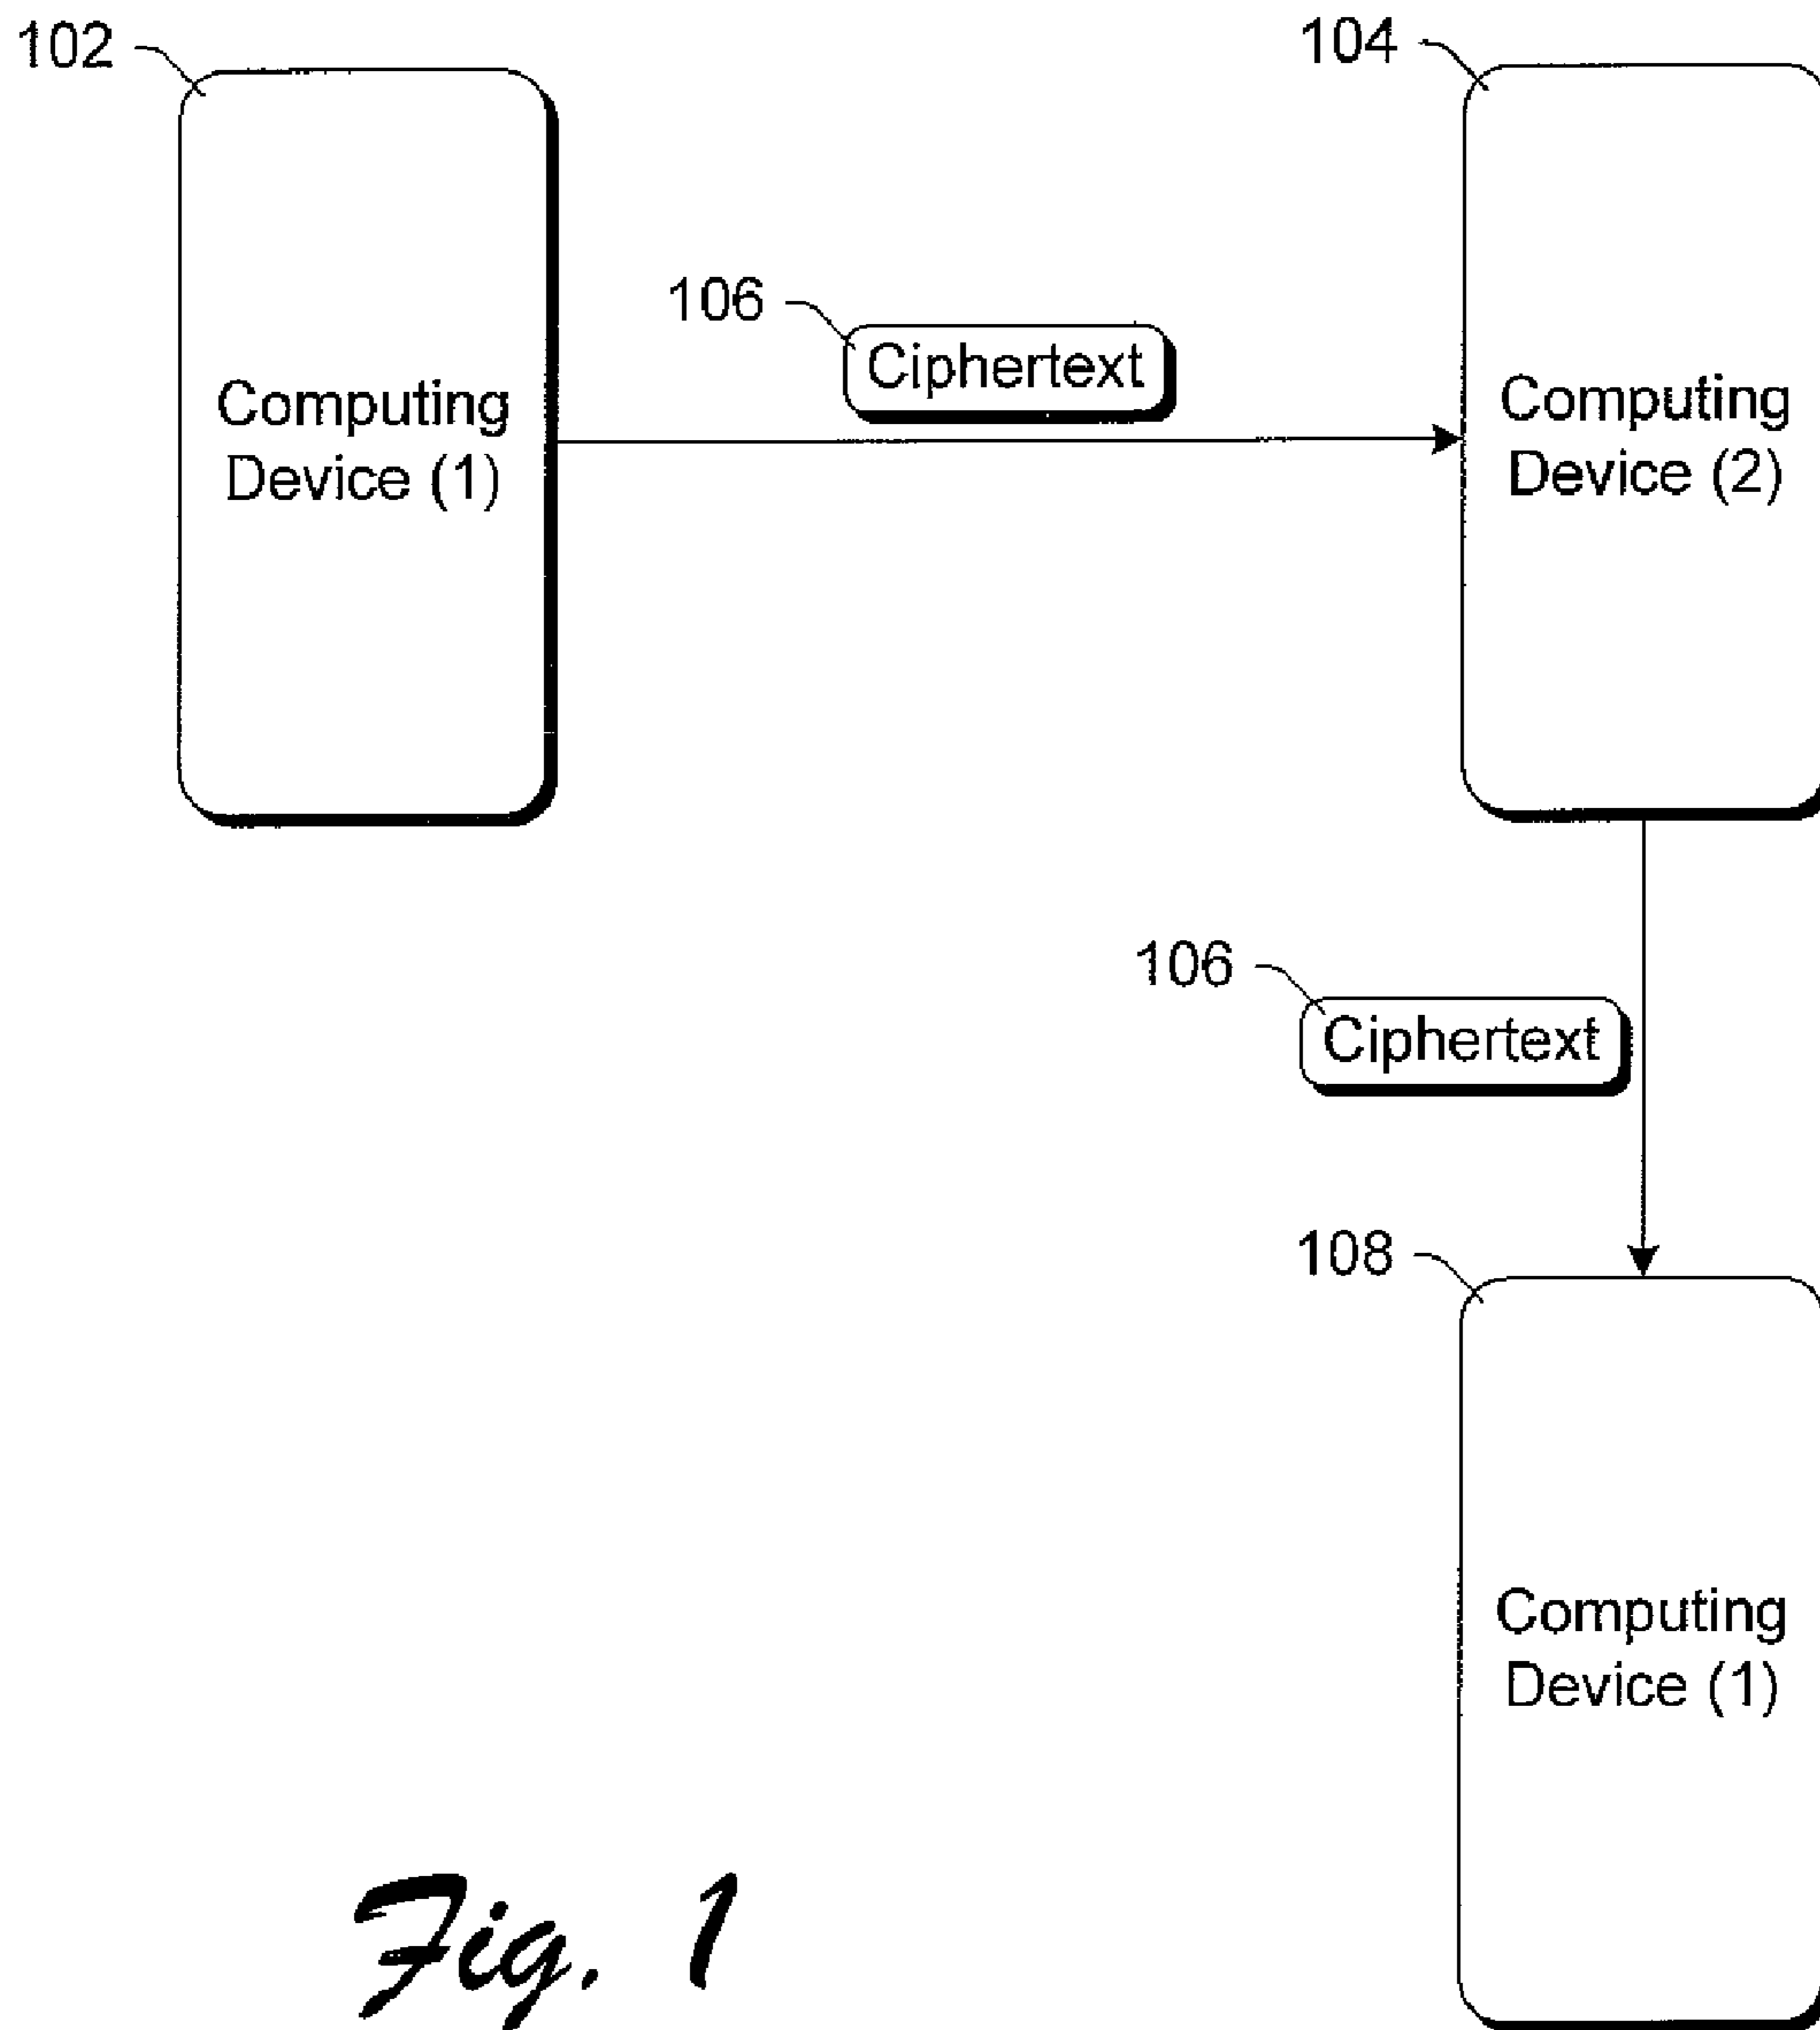 102
104
106
Ciphertext
Computing
Device (1)
Computing
Device (2)
106
Ciphertext
108
Computing
Device (1)
Fig. 1